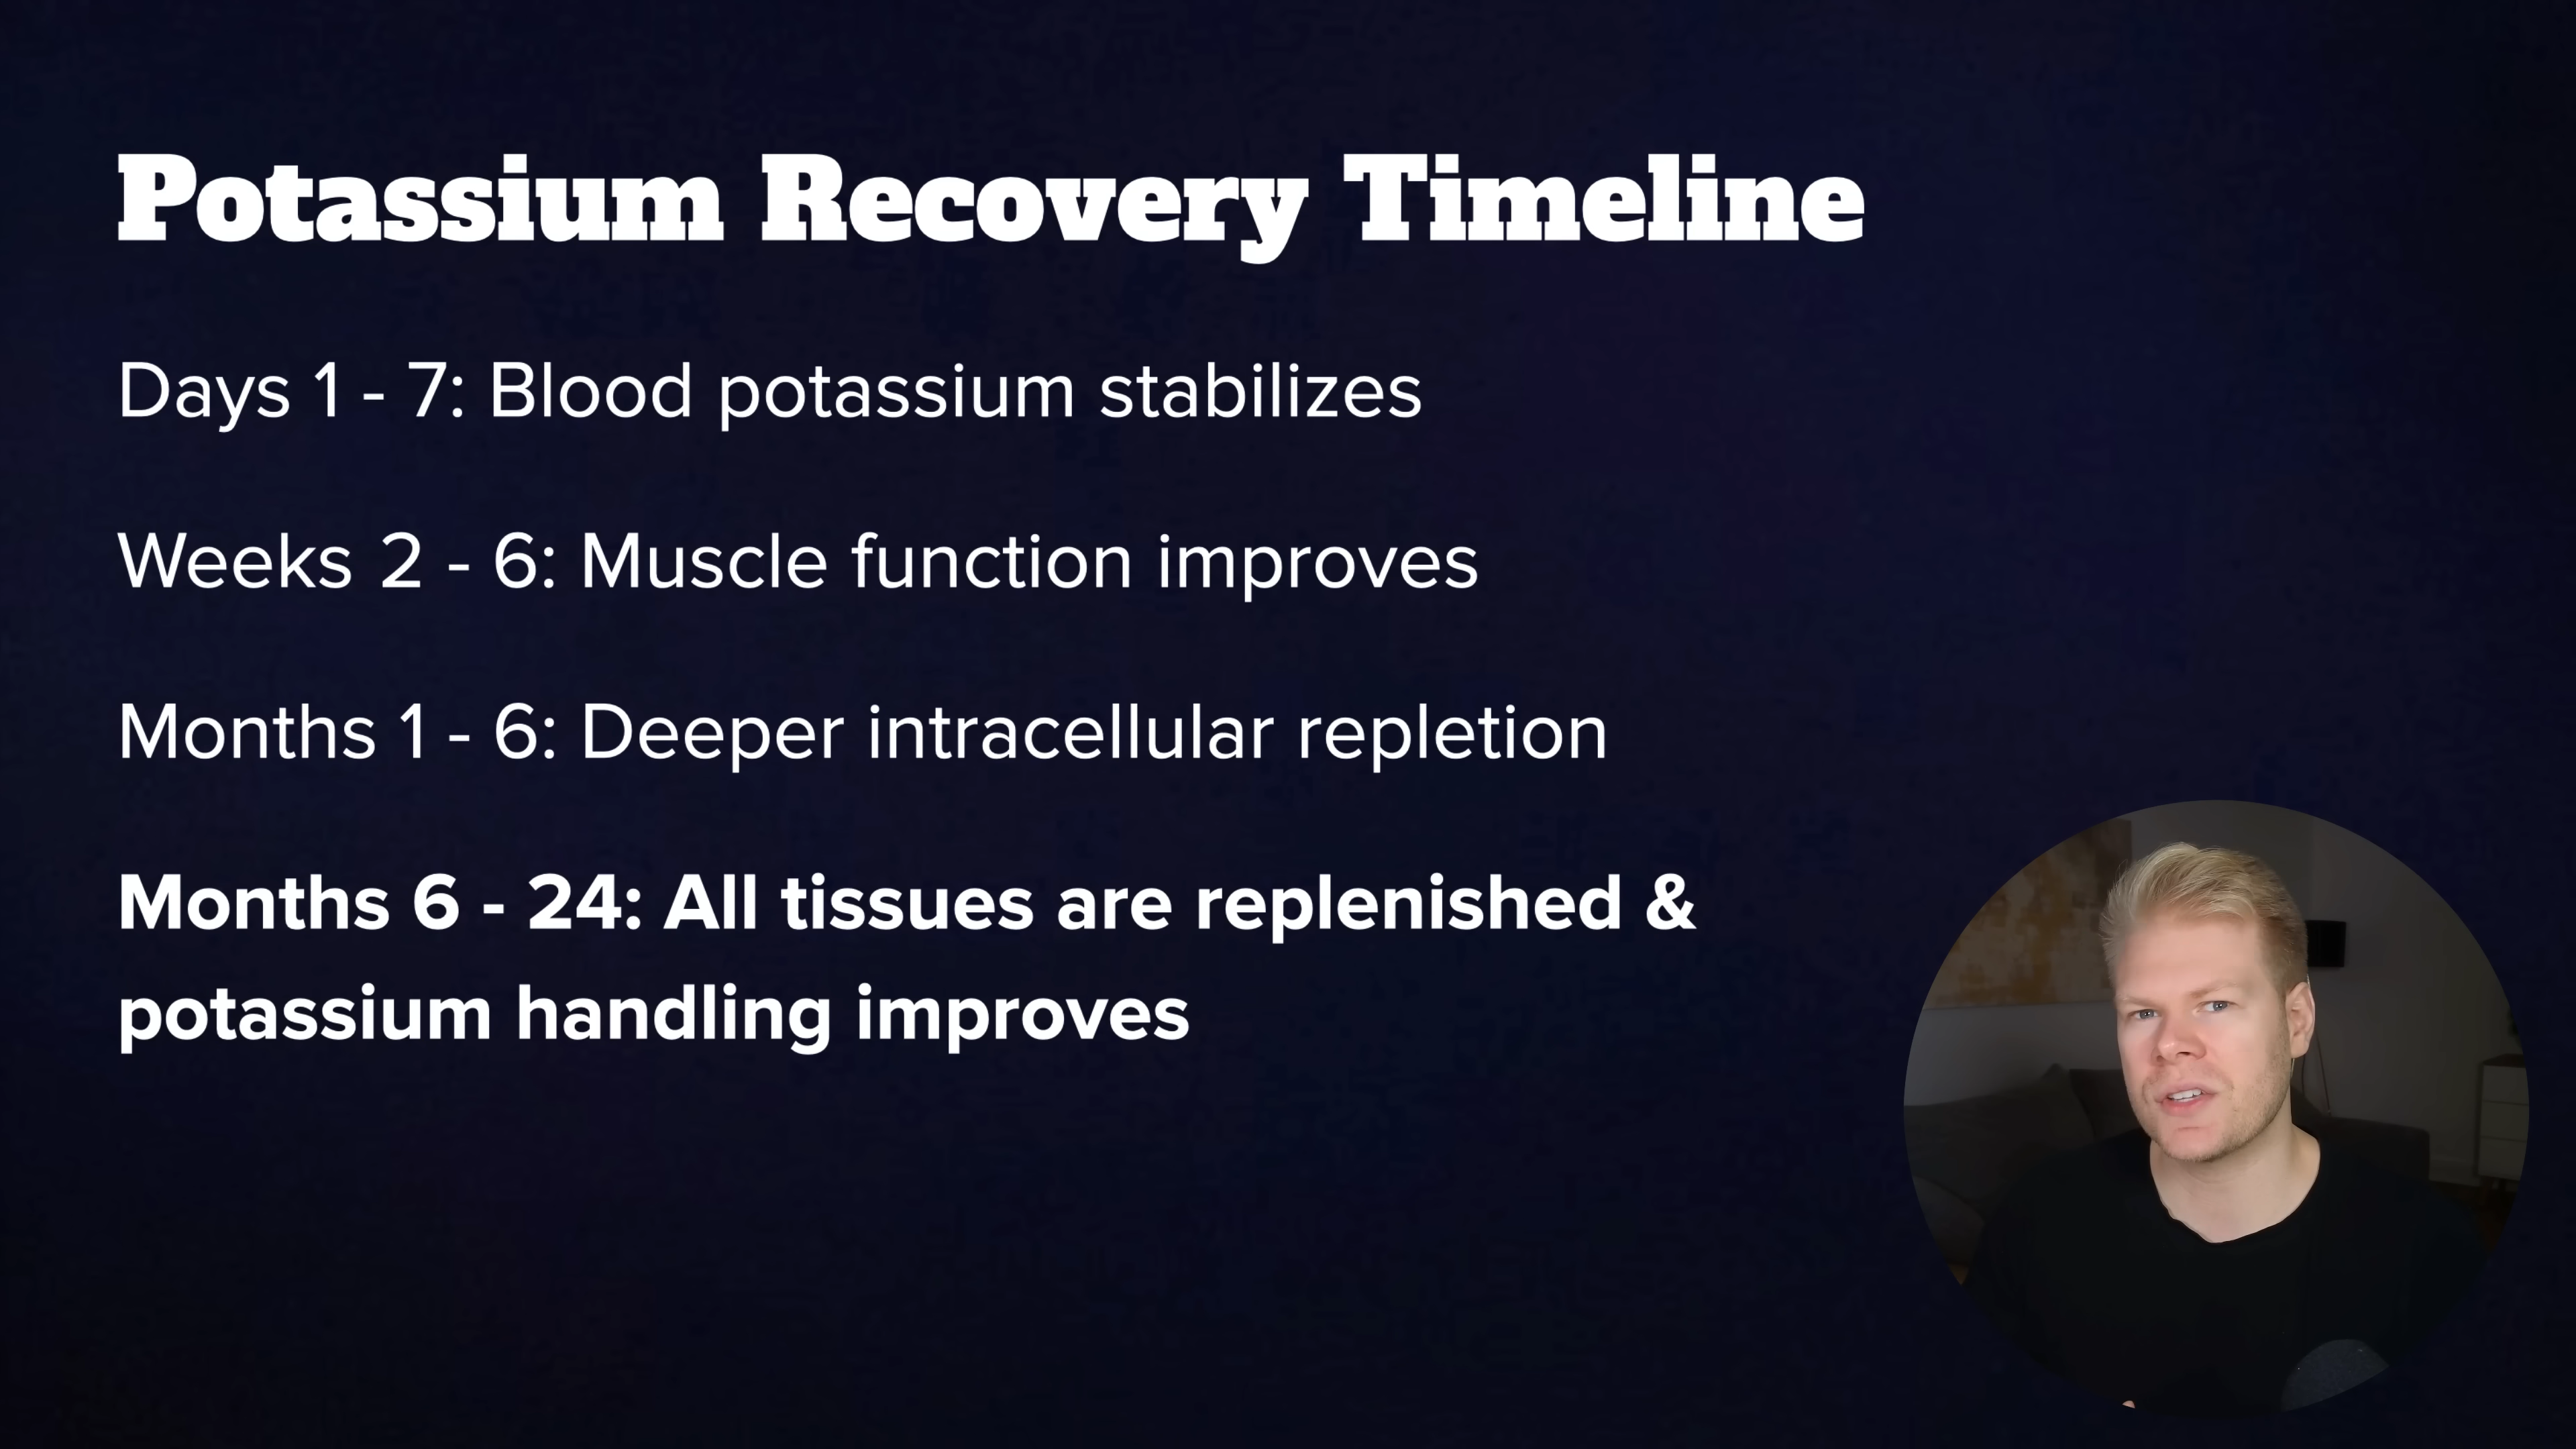 Potassium Recovery Timeline
Days 1 - 7: Blood potassium stabilizes
Weeks 2 - 6: Muscle function improves
Months 1 - 6: Deeper intracellular repletion
Months 6 - 24: All tissues are replenished &
potassium handling improves